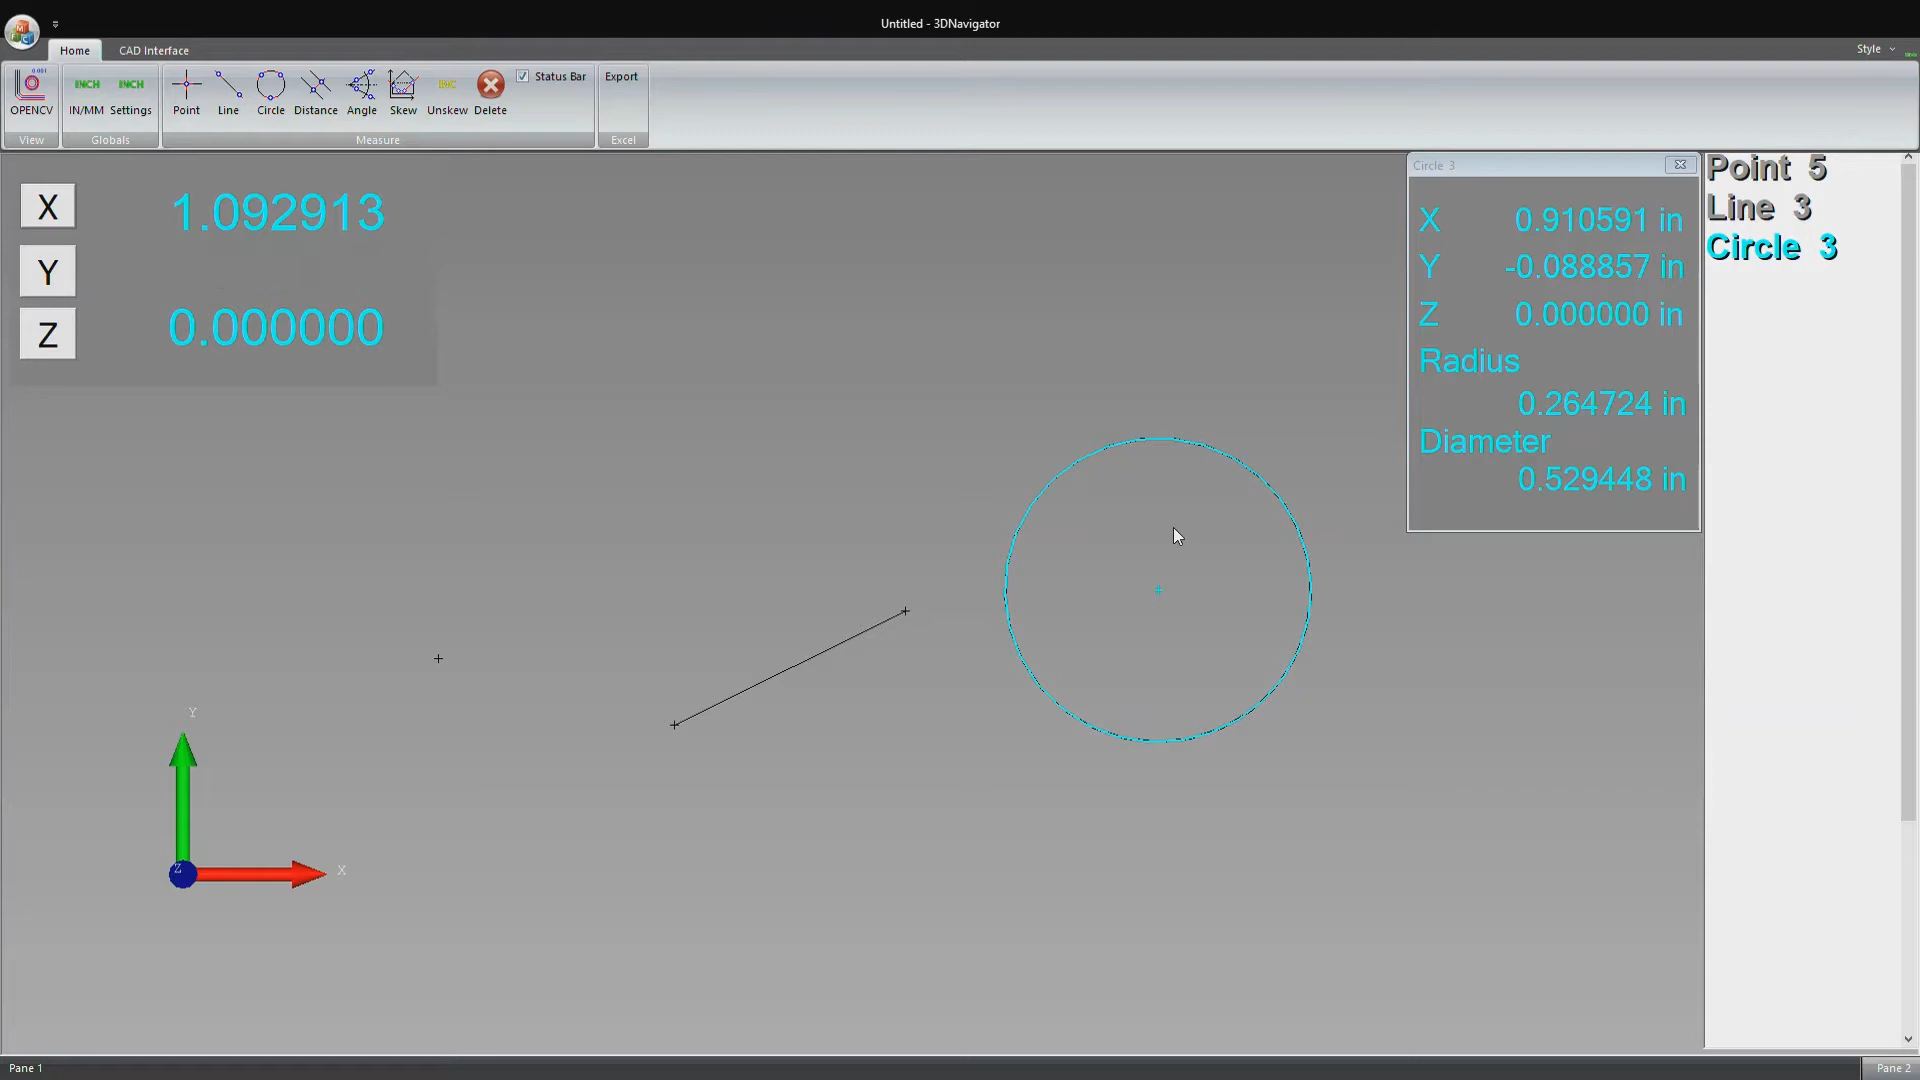 Untitled - 3DNavigator
Home CAD Interface Style
OPENCV IN/MM Settings Point Line Circle Distance Angle Skew Unskew Delete Status Bar Export
View Globals Measure Excel
0.001 INCH INCH INC
X 1.092913
Y
Z 0.000000
Circle 3
X 0.910591 in
Y -0.088857 in
Z 0.000000 in
Radius
0.264724 in
Diameter
0.529448 in
Point 5
Line 3
Circle 3
Y
Z X
Pane 1 Pane 2